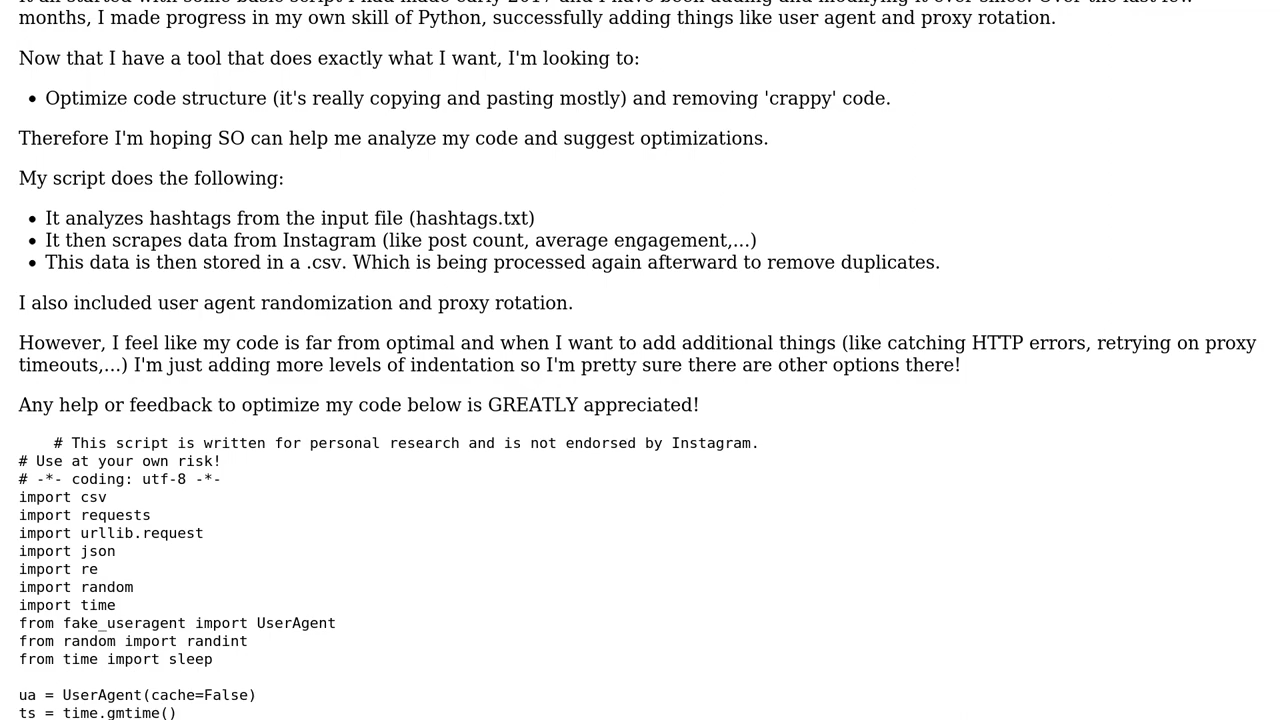 months, I made progress in my own skill of Python, successfully adding things like user agent and proxy rotation.
Now that I have a tool that does exactly what I want, I'm looking to:
• Optimize code structure (it's really copying and pasting mostly) and removing 'crappy' code.
Therefore I'm hoping SO can help me analyze my code and suggest optimizations.
My script does the following:
• It analyzes hashtags from the input file (hashtags.txt)
• It then scrapes data from Instagram (like post count, average engagement,...)
• This data is then stored in a .csv. Which is being processed again afterward to remove duplicates.
I also included user agent randomization and proxy rotation.
However, I feel like my code is far from optimal and when I want to add additional things (like catching HTTP errors, retrying on proxy
timeouts,...) I'm just adding more levels of indentation so I'm pretty sure there are other options there!
Any help or feedback to optimize my code below is GREATLY appreciated!
    # This script is written for personal research and is not endorsed by Instagram.
# Use at your own risk!
# -*- coding: utf-8 -*-
import csv
import requests
import urllib.request
import json
import re
import random
import time
from fake_useragent import UserAgent
from random import randint
from time import sleep
ua = UserAgent(cache=False)
ts = time.gmtime()